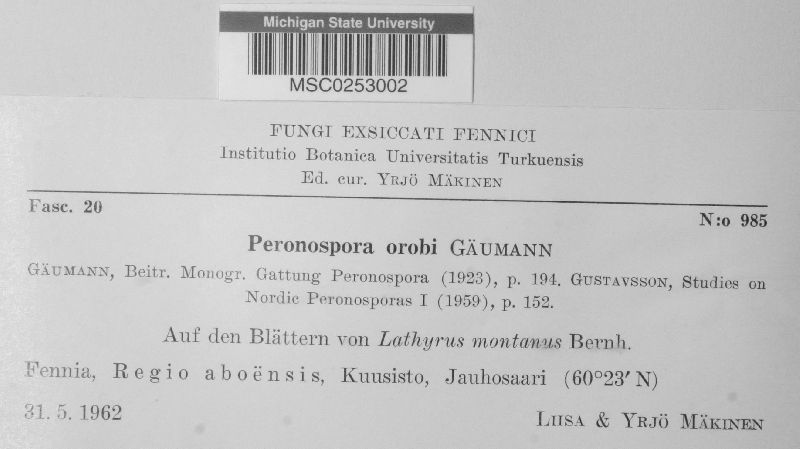 Michigan State University
MSC0253002
FUNGI EXSICCATI FENNICI
Institutio Botanica Universitatis Turkuensis
Ed. cur. YRJÖ MÄKINEN
Fasc. 20
N:o 985
Peronospora orobi GÄUMANN
GÄUMANN, Beitr. Monogr. Gattung Peronospora (1923), p. 194. GUSTAVSSON, Studies on
Nordic Peronosporas I (1959), p. 152.
Auf den Blättern von Lathyrus montanus Bernh.
Fennia, Regio aboënsis, Kuusisto, Jauhosaari (60°23′ N)
31. 5. 1962
LIISA & YRJÖ MÄKINEN